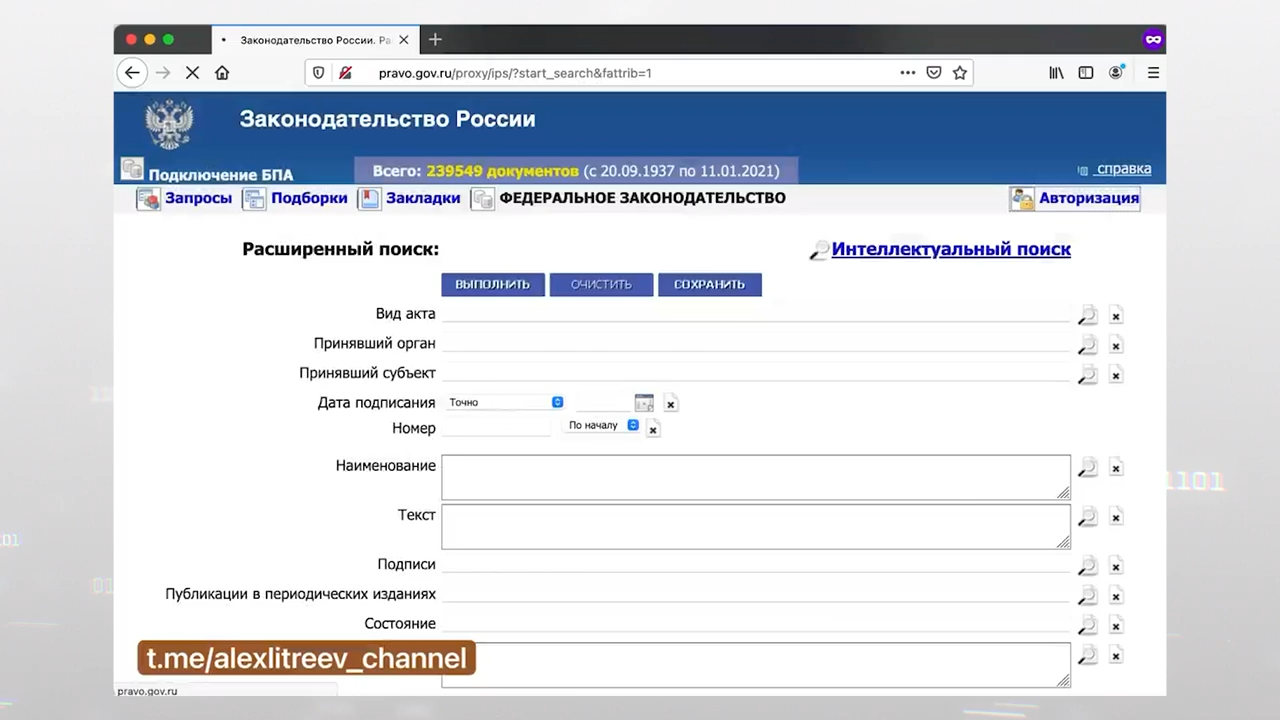 Законодательство России. Ра
pravo.gov.ru/proxy/ips/?start_search&fattrib=1
Законодательство России
Подключение БПА
Всего: 239549 документов (с 20.09.1937 по 11.01.2021)
справка
Запросы Подборки Закладки ФЕДЕРАЛЬНОЕ ЗАКОНОДАТЕЛЬСТВО Авторизация
Расширенный поиск: Интеллектуальный поиск
ВЫПОЛНИТЬ ОЧИСТИТЬ СОХРАНИТЬ
Вид акта
Принявший орган
Принявший субъект
Дата подписания Точно
Номер По началу
Наименование
Текст
Подписи
Публикации в периодических изданиях
Состояние
t.me/alexlitreev_channel
pravo.gov.ru